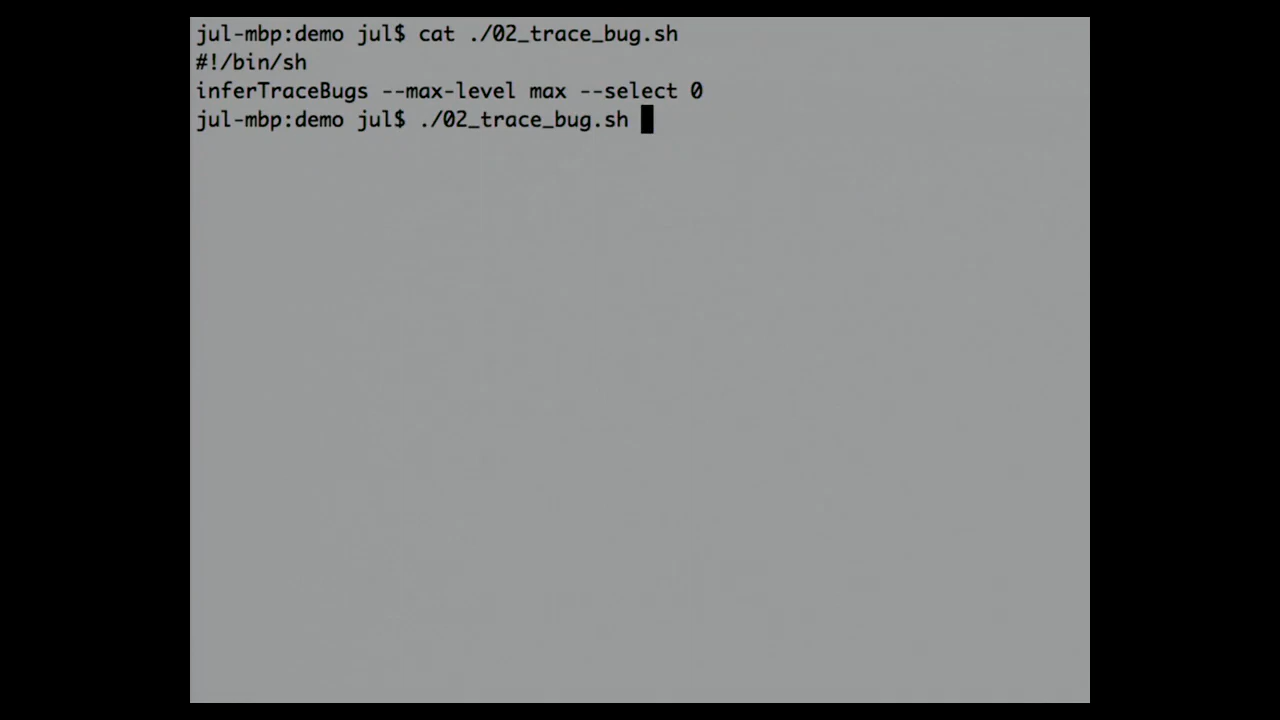 jul-mbp:demo jul$ cat ./02_trace_bug.sh
#!/bin/sh
inferTraceBugs --max-level max --select 0
jul-mbp:demo jul$ ./02_trace_bug.sh